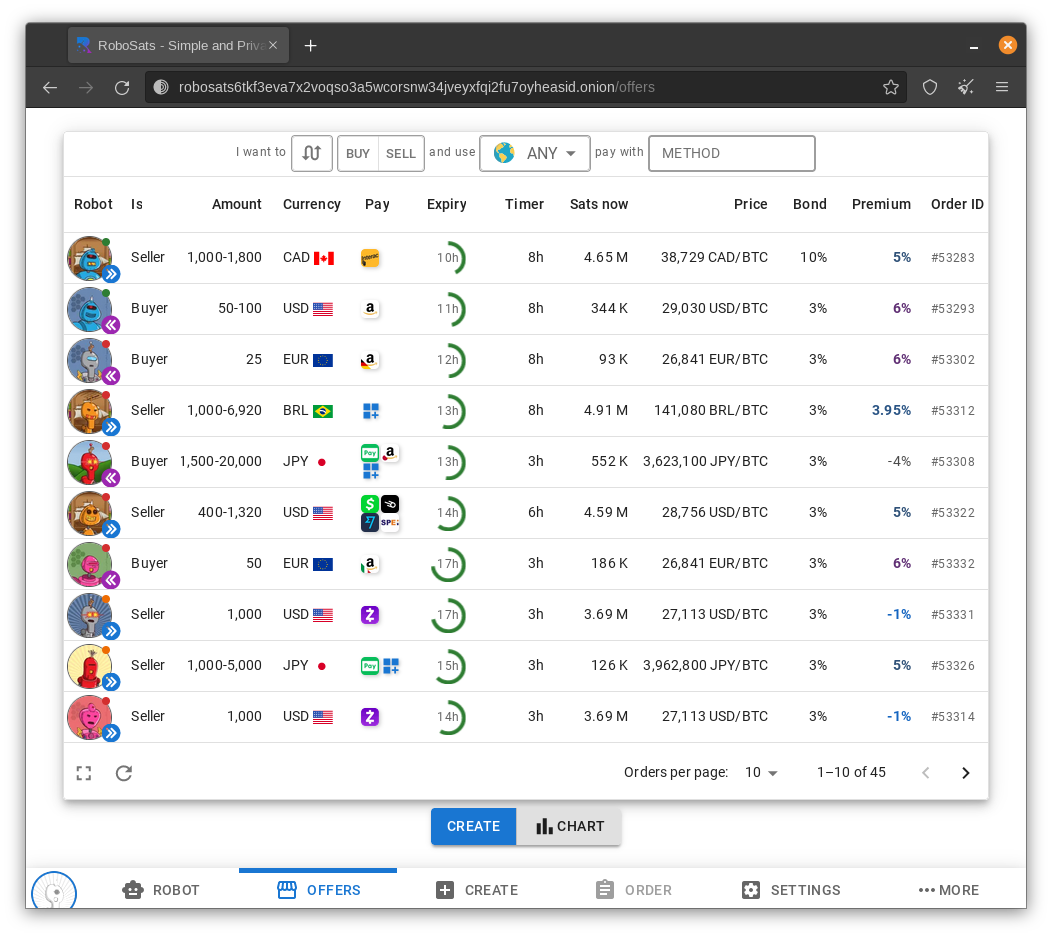 RoboSats - Simple and Priva
robosats6tkf3eva7x2voqso3a5wcorsnw34jveyxfqi2fu7oyheasid.onion/offers
I want to BUY SELL and use ANY pay with METHOD
Robot Is Amount Currency Pay Expiry Timer Sats now Price Bond Premium Order ID
Seller 1,000-1,800 CAD Interac 10h 8h 4.65 M 38,729 CAD/BTC 10% 5% #53283
Buyer 50-100 USD a 11h 8h 344 K 29,030 USD/BTC 3% 6% #53293
Buyer 25 EUR a 12h 8h 93 K 26,841 EUR/BTC 3% 6% #53302
Seller 1,000-6,920 BRL 13h 8h 4.91 M 141,080 BRL/BTC 3% 3.95% #53312
Buyer 1,500-20,000 JPY Pay a 13h 3h 552 K 3,623,100 JPY/BTC 3% -4% #53308
Seller 400-1,320 USD $ 14h 6h 4.59 M 28,756 USD/BTC 3% 5% #53322
Buyer 50 EUR a 17h 3h 186 K 26,841 EUR/BTC 3% 6% #53332
Seller 1,000 USD 17h 3h 3.69 M 27,113 USD/BTC 3% -1% #53331
Seller 1,000-5,000 JPY Pay 15h 3h 126 K 3,962,800 JPY/BTC 3% 5% #53326
Seller 1,000 USD 14h 3h 3.69 M 27,113 USD/BTC 3% -1% #53314
Orders per page: 10 1–10 of 45
CREATE CHART
ROBOT OFFERS CREATE ORDER SETTINGS MORE